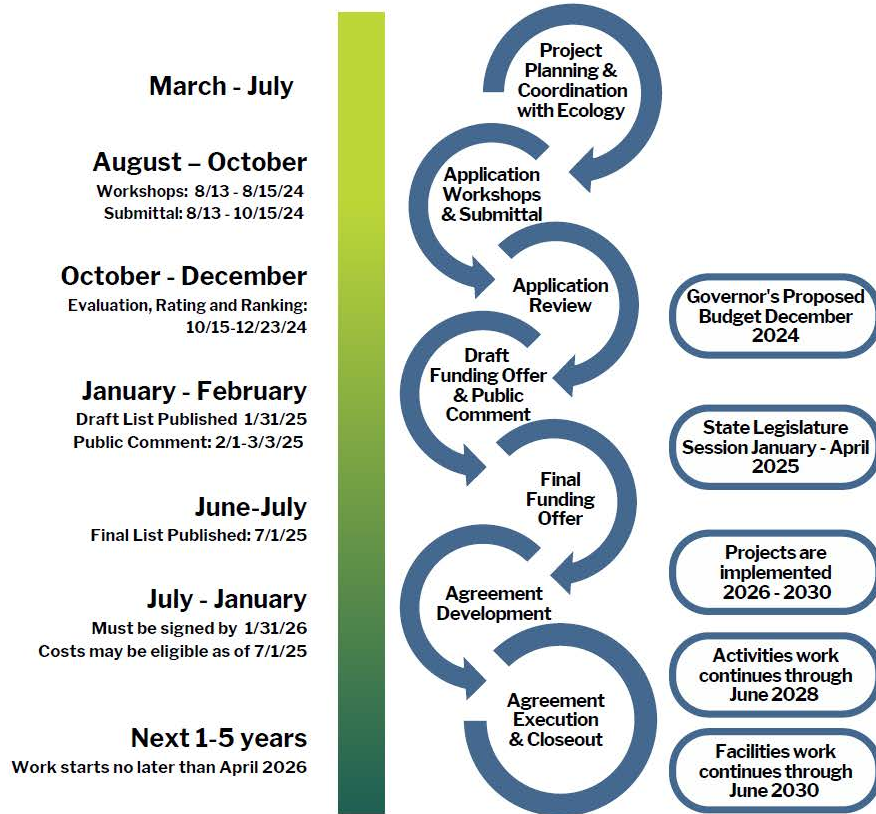 March - July
August – October
Workshops: 8/13 - 8/15/24
Submittal: 8/13 - 10/15/24
October - December
Evaluation, Rating and Ranking:
10/15-12/23/24
January - February
Draft List Published 1/31/25
Public Comment: 2/1-3/3/25
June-July
Final List Published: 7/1/25
July - January
Must be signed by 1/31/26
Costs may be eligible as of 7/1/25
Next 1-5 years
Work starts no later than April 2026
Project
Planning &
Coordination
with Ecology
Application
Workshops
& Submittal
Application
Review
Draft
Funding Offer
& Public
Comment
Final
Funding
Offer
Agreement
Development
Agreement
Execution
& Closeout
Governor's Proposed
Budget December
2024
State Legislature
Session January - April
2025
Projects are
implemented
2026 - 2030
Activities work
continues through
June 2028
Facilities work
continues through
June 2030